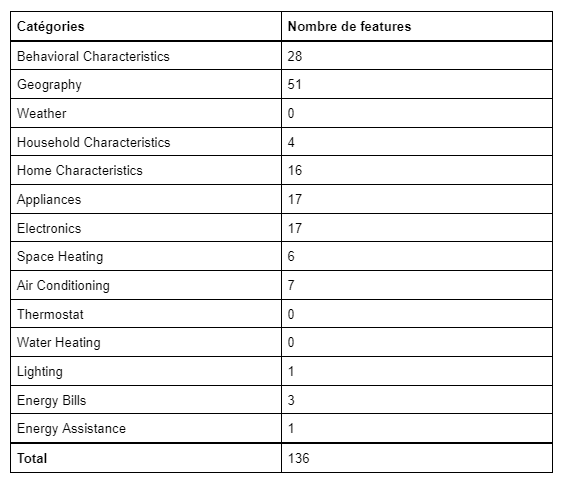 Catégories Nombre de features
Behavioral Characteristics 28
Geography 51
Weather 0
Household Characteristics 4
Home Characteristics 16
Appliances 17
Electronics 17
Space Heating 6
Air Conditioning 7
Thermostat 0
Water Heating 0
Lighting 1
Energy Bills 3
Energy Assistance 1
Total 136